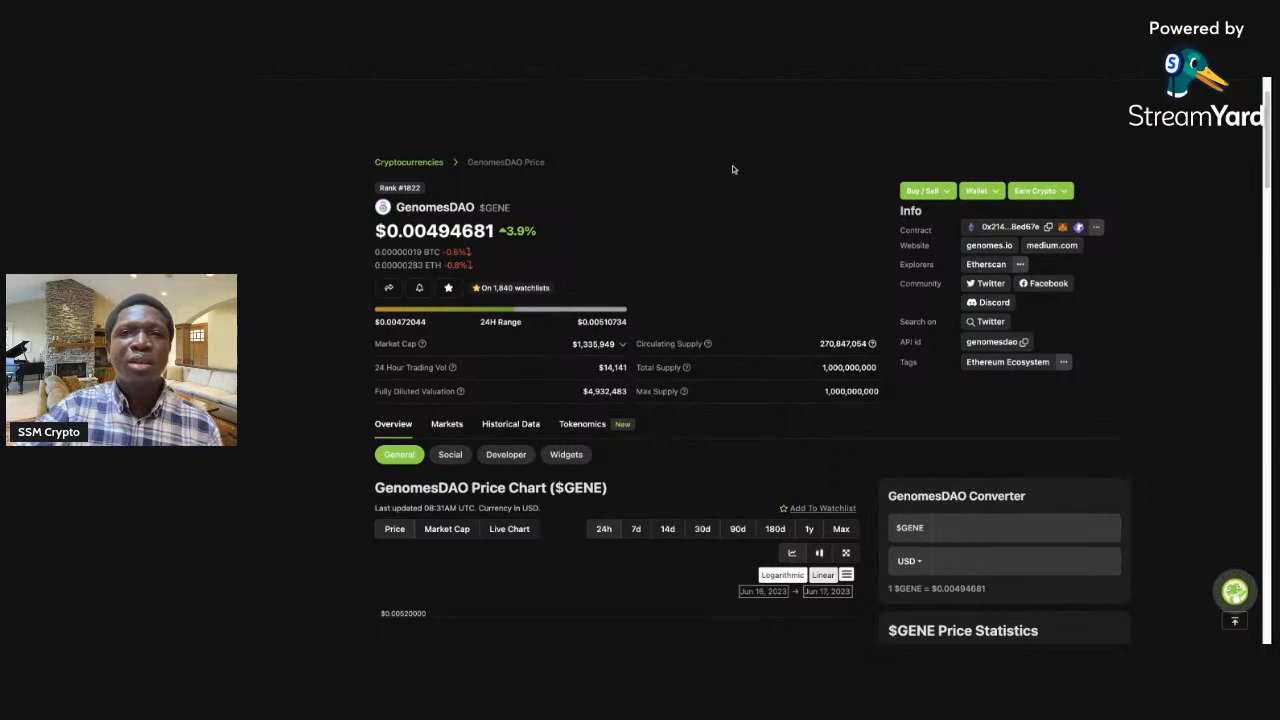 Powered by
StreamYard
Cryptocurrencies > GenomesDAO Price
Rank #1822
GenomesDAO $GENE
$0.00494681 3.9%
0.00000019 BTC -0.6%
0.00000283 ETH -0.8%
On 1,840 watchlists
$0.00472044 24H Range $0.00510734
Market Cap $1,335,949 Circulating Supply 270,847,054
24 Hour Trading Vol $14,141 Total Supply 1,000,000,000
Fully Diluted Valuation $4,932,483 Max Supply 1,000,000,000
Buy / Sell Wallet Earn Crypto
Info
Contract 0x214...8ed67e ...
Website genomes.io medium.com
Explorers Etherscan ...
Community Twitter Facebook
Discord
Search on Twitter
API id genomesdao
Tags Ethereum Ecosystem ...
SSM Crypto
Overview Markets Historical Data Tokenomics New
General Social Developer Widgets
GenomesDAO Price Chart ($GENE)
Last updated 08:31AM UTC. Currency in USD.
Add To Watchlist
Price Market Cap Live Chart 24h 7d 14d 30d 90d 180d 1y Max
Logarithmic Linear
Jun 16, 2023 → Jun 17, 2023
$0.00520000
GenomesDAO Converter
$GENE
USD
1 $GENE = $0.00494681
$GENE Price Statistics